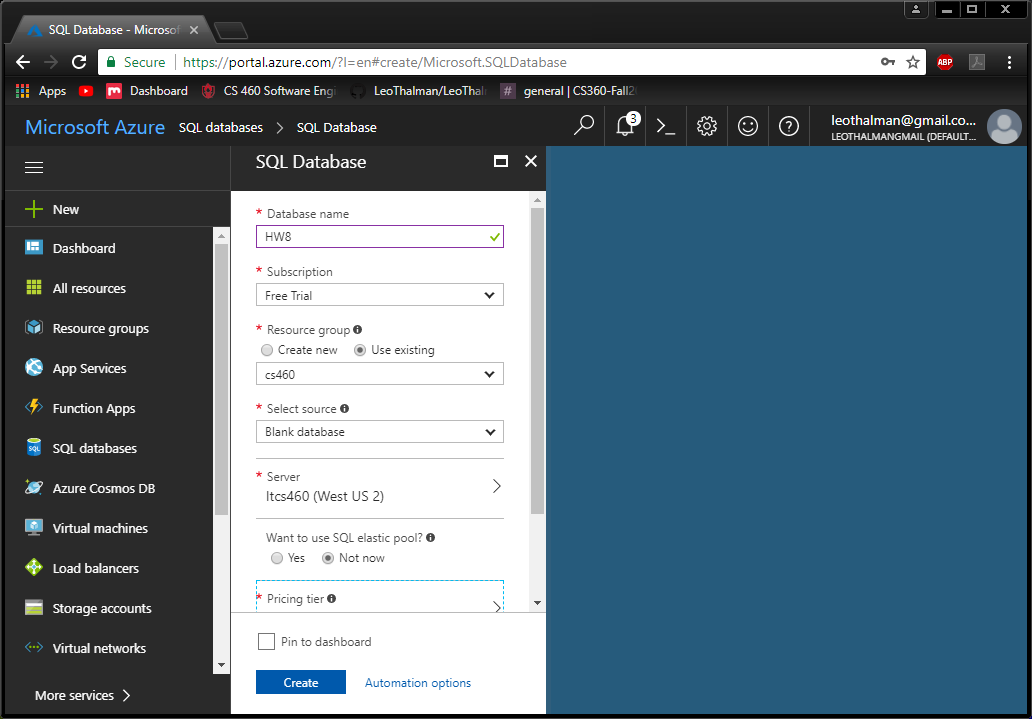 SQL Database - Microsof
Secure https://portal.azure.com/?l=en#create/Microsoft.SQLDatabase
ABP
Apps
Dashboard
CS 460 Software Engi
LeoThalman/LeoThalr
# general | CS360-Fall2
Microsoft Azure SQL databases > SQL Database
3
leothalman@gmail.co...
LEOTHALMANGMAIL (DEFAULT...
New
Dashboard
All resources
Resource groups
App Services
Function Apps
SQL
SQL databases
Azure Cosmos DB
Virtual machines
Load balancers
Storage accounts
Virtual networks
More services >
SQL Database
* Database name
HW8
* Subscription
Free Trial
* Resource group
Create new Use existing
cs460
* Select source
Blank database
* Server
ltcs460 (West US 2)
Want to use SQL elastic pool?
Yes Not now
* Pricing tier
Pin to dashboard
Create Automation options